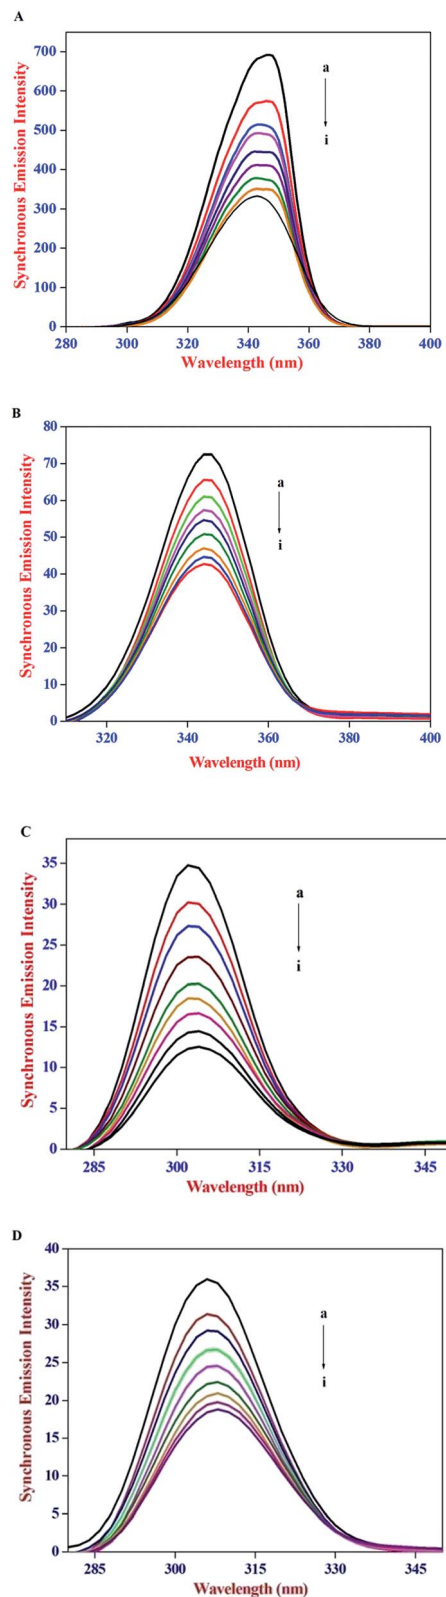 A
Synchronous Emission Intensity
700
600
500
400
300
200
100
0
a
i
280 300 320 340 360 380 400
Wavelength (nm)
B
Synchronous Emission Intensity
80
70
60
50
40
30
20
10
0
a
i
320 340 360 380 400
Wavelength (nm)
C
Synchronous Emission Intensity
35
30
25
20
15
10
5
0
a
i
285 300 315 330 345
Wavelength (nm)
D
Synchronous Emission Intensity
40
35
30
25
20
15
10
5
0
a
i
285 300 315 330 345
Wavelength (nm)